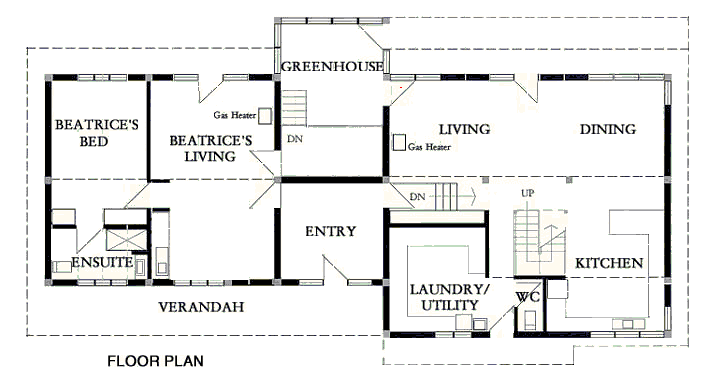 GREENHOUSE
Gas Heater
BEATRICE'S
BED
BEATRICE'S
LIVING
DN
LIVING
DINING
Gas Heater
DN
UP
ENTRY
ENSUITE
KITCHEN
LAUNDRY/
UTILITY
WC
VERANDAH
FLOOR PLAN